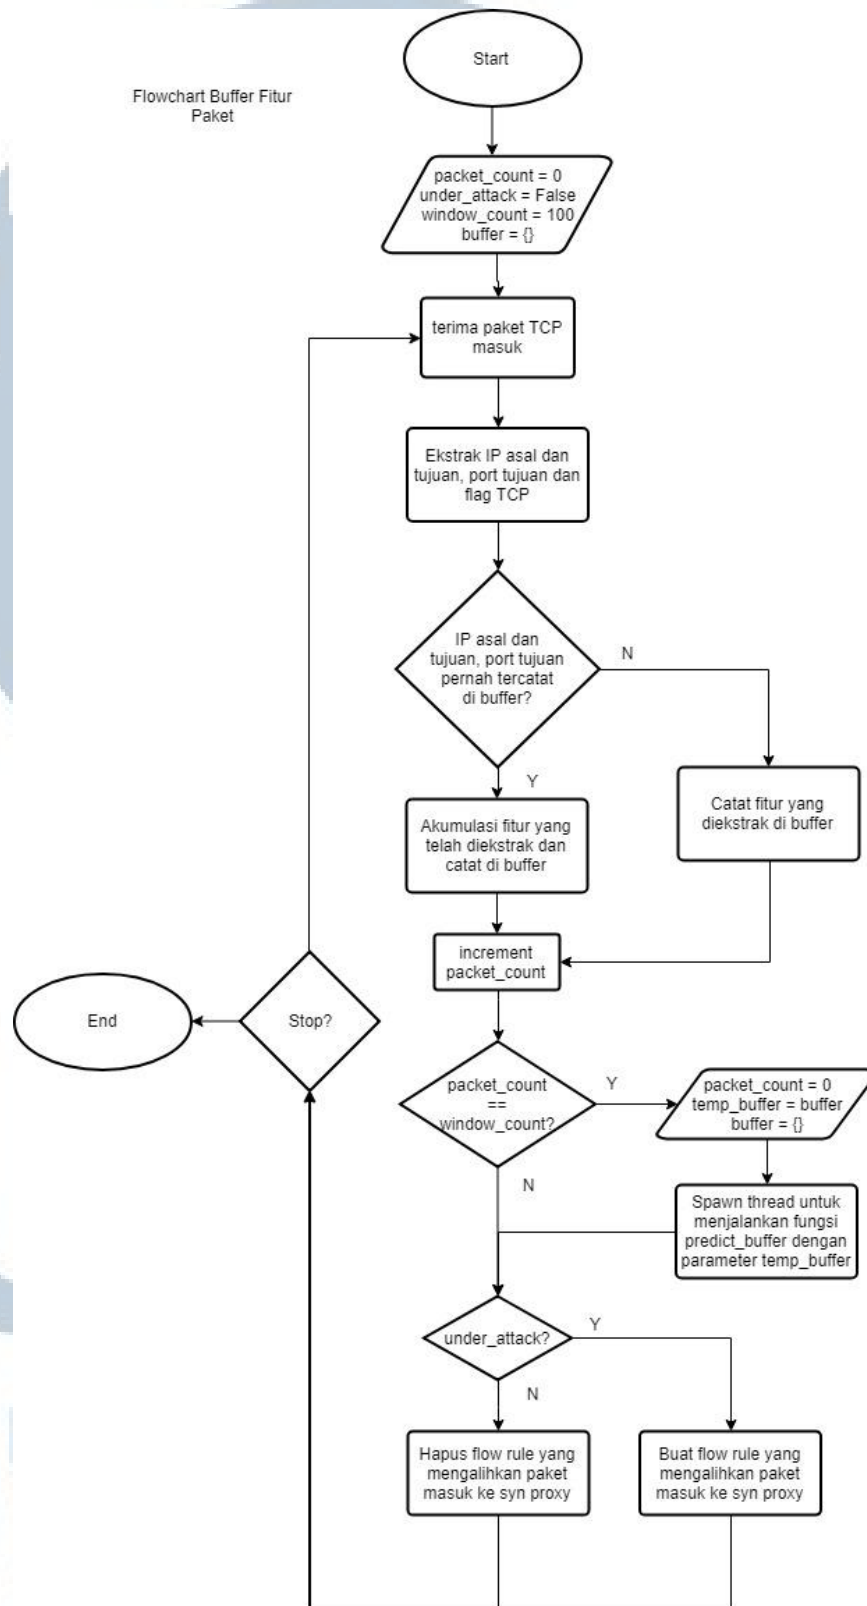 Start
Flowchart Buffer Fitur
Paket
packet_count = 0
under_attack = False
window_count = 100
buffer = {}
terima paket TCP
masuk
Ekstrak IP asal dan
tujuan, port tujuan dan
flag TCP
IP asal dan
tujuan, port tujuan
pernah tercatat
di buffer?
N
Y
Catat fitur yang
diekstrak di buffer
Akumulasi fitur yang
telah diekstrak dan
catat di buffer
increment
packet_count
End
Stop?
packet_count
==
window_count?
Y
packet_count = 0
temp_buffer = buffer
buffer = {}
N
Spawn thread untuk
menjalankan fungsi
predict_buffer dengan
parameter temp_buffer
under_attack?
Y
N
Hapus flow rule yang
mengalihkan paket
masuk ke syn proxy
Buat flow rule yang
mengalihkan paket
masuk ke syn proxy